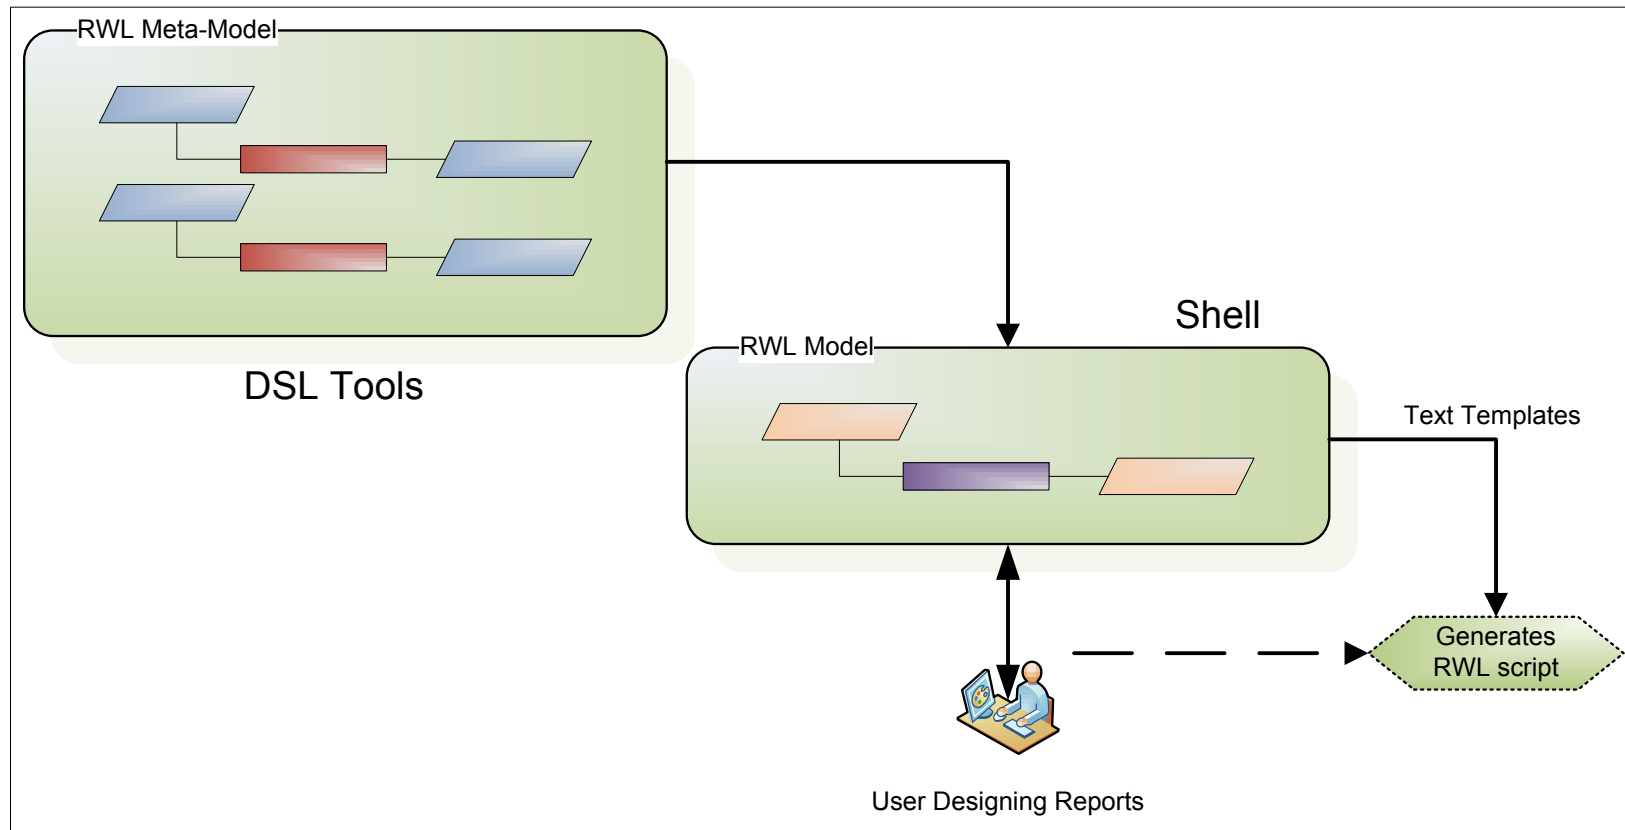 RWL Meta-Model
DSL Tools
Shell
RWL Model
Text Templates
Generates
RWL script
User Designing Reports